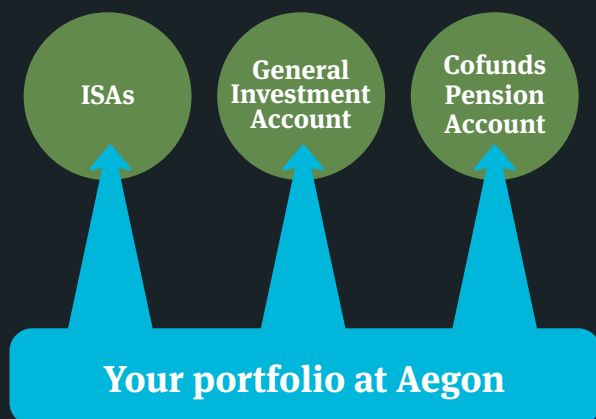 ISAs
General
Investment
Account
Cofunds
Pension
Account
Your portfolio at Aegon